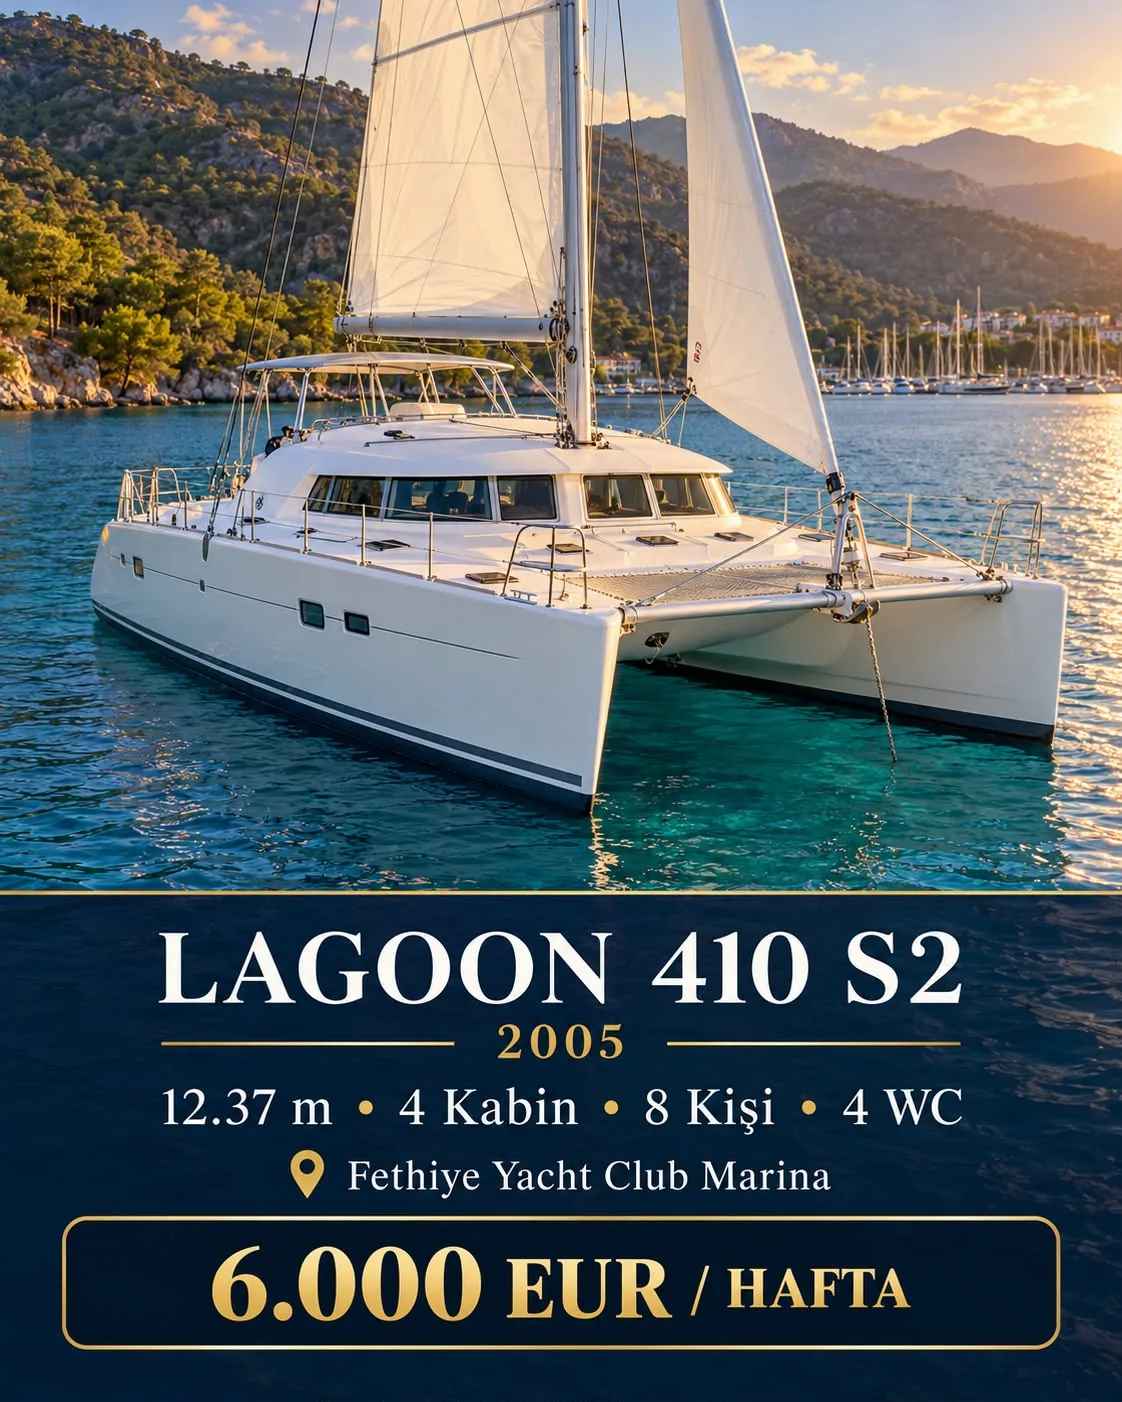 LAGOON 410 S2
2005
12.37 m • 4 Kabin • 8 Kişi • 4 WC
Fethiye Yacht Club Marina
6.000 EUR / HAFTA